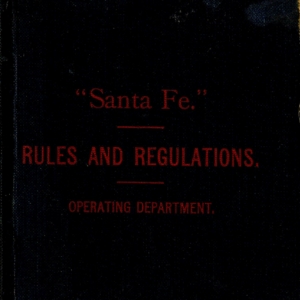 "Santa Fe."
RULES AND REGULATIONS.
OPERATING DEPARTMENT.